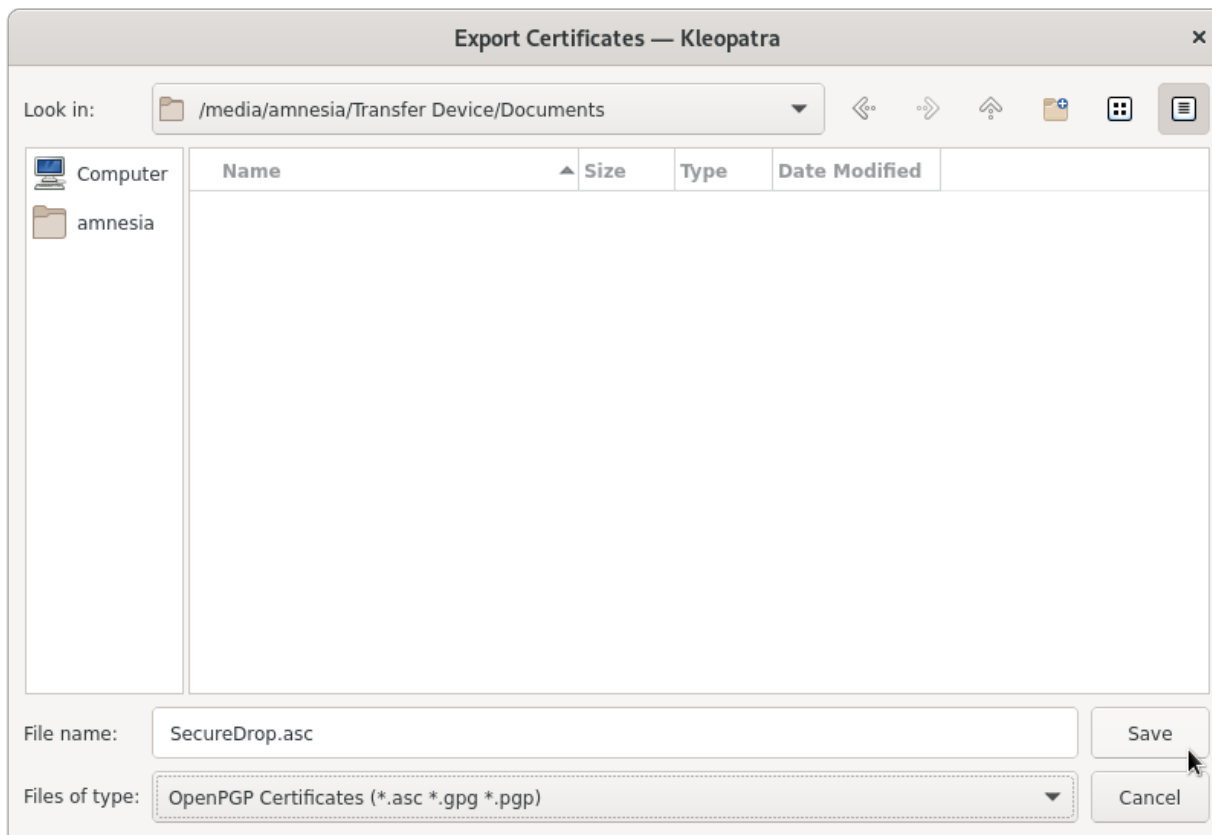 Export Certificates — Kleopatra
Look in: /media/amnesia/Transfer Device/Documents
Computer
amnesia
Name Size Type Date Modified
File name: SecureDrop.asc Save
Files of type: OpenPGP Certificates (*.asc *.gpg *.pgp) Cancel